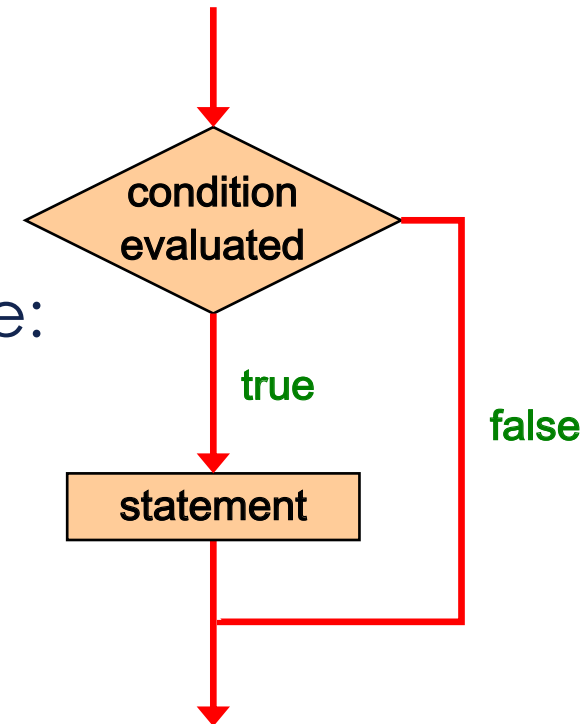 condition
evaluated
e:
true
false
statement